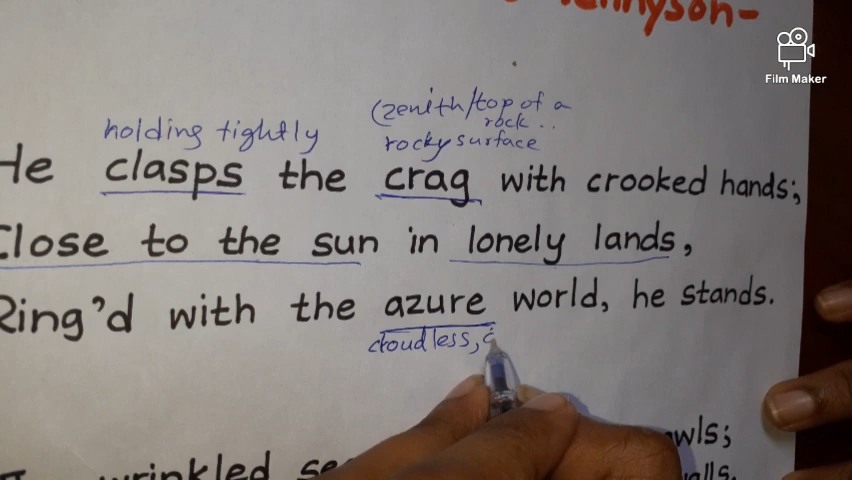 Tennyson-
Film Maker
(zenith/top of a
rock..
holding tightly
rocky surface
He clasps the crag with crooked hands;
Close to the sun in lonely lands,
Ring'd with the azure world, he stands.
cloudless,
wrinkled